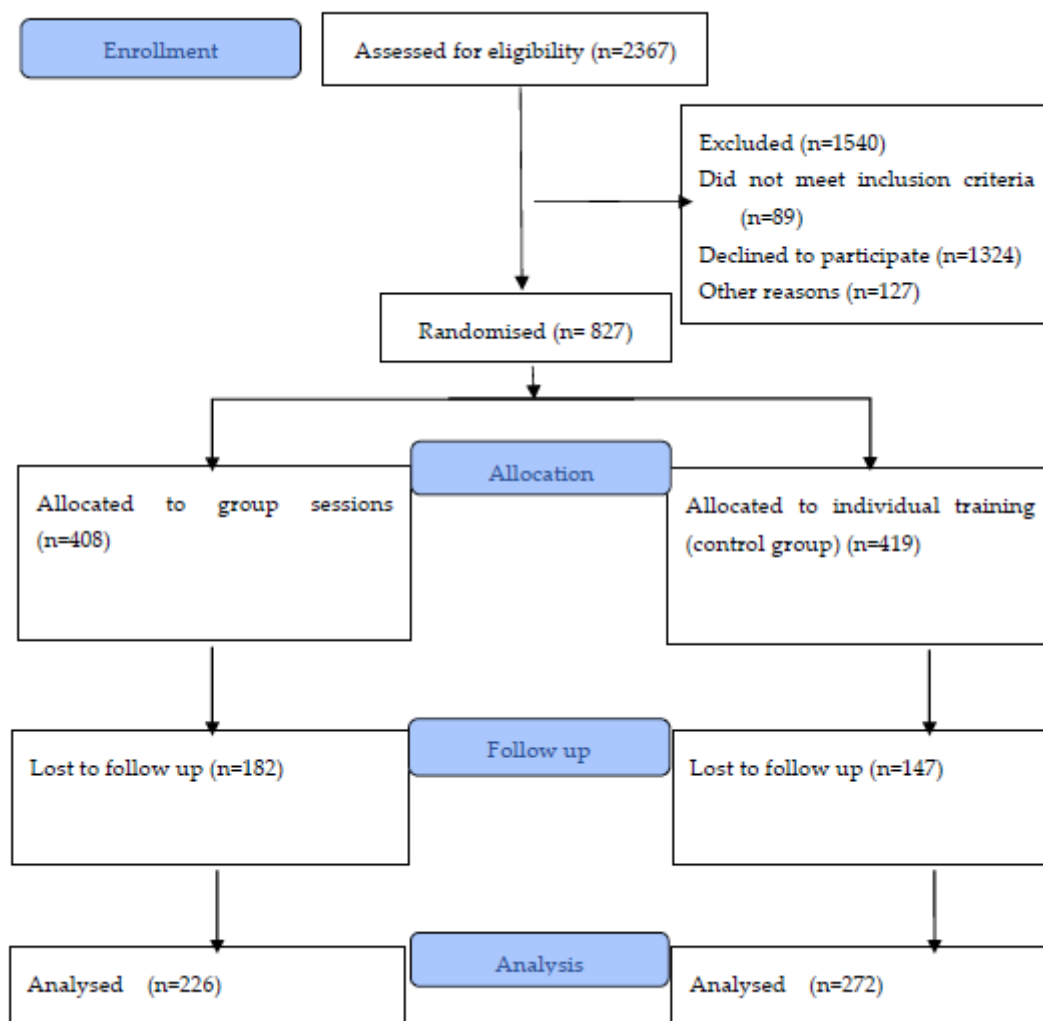 Enrollment
Assessed for eligibility (n=2367)
Excluded (n=1540)
Did not meet inclusion criteria
(n=89)
Declined to participate (n=1324)
Other reasons (n=127)
Randomised (n= 827)
Allocation
Allocated to group sessions
(n=408)
Allocated to individual training
(control group) (n=419)
Follow up
Lost to follow up (n=182)
Lost to follow up (n=147)
Analysis
Analysed (n=226)
Analysed (n=272)